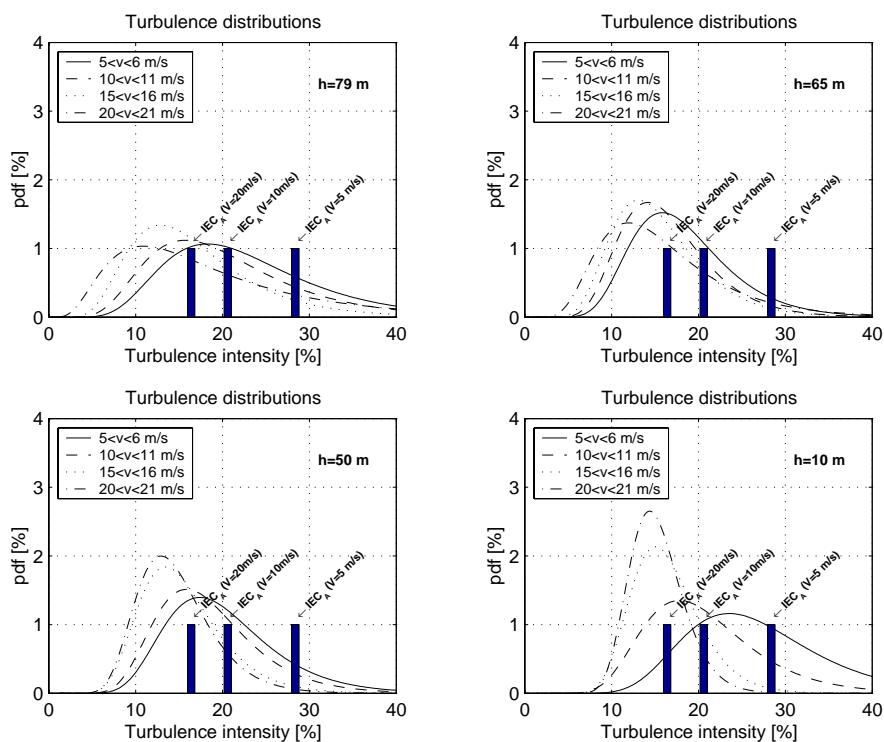 Turbulence distributions
4
3
2
1
0
pdf [%]
5<v<6 m/s
10<v<11 m/s
15<v<16 m/s
20<v<21 m/s
h=79 m
IEC_A (V=20m/s)
IEC_A (V=10m/s)
IEC_A (V=5 m/s)
0 10 20 30 40
Turbulence intensity [%]
Turbulence distributions
4
3
2
1
0
pdf [%]
5<v<6 m/s
10<v<11 m/s
15<v<16 m/s
20<v<21 m/s
h=65 m
IEC_A (V=20m/s)
IEC_A (V=10m/s)
IEC_A (V=5 m/s)
0 10 20 30 40
Turbulence intensity [%]
Turbulence distributions
4
3
2
1
0
pdf [%]
5<v<6 m/s
10<v<11 m/s
15<v<16 m/s
20<v<21 m/s
h=50 m
IEC_A (V=20m/s)
IEC_A (V=10m/s)
IEC_A (V=5 m/s)
0 10 20 30 40
Turbulence intensity [%]
Turbulence distributions
4
3
2
1
0
pdf [%]
5<v<6 m/s
10<v<11 m/s
15<v<16 m/s
20<v<21 m/s
h=10 m
IEC_A (V=20m/s)
IEC_A (V=10m/s)
IEC_A (V=5 m/s)
0 10 20 30 40
Turbulence intensity [%]